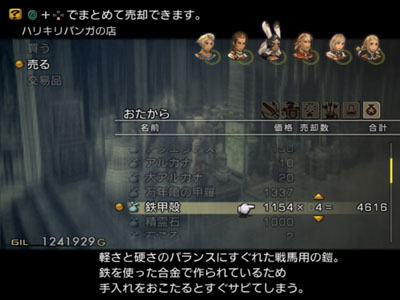 でまとめて売却できます。
ハリキリバンガの店
買う
売る
交易品
おたから
名前 価格 売却数 合計
150
アルカナ 10
大アルカナ 20
万年亀の甲羅 1337
鉄甲殻 1154× 4= 4616
精霊石 1000
GIL 1241929G
軽さと硬さのバランスにすぐれた戦馬用の鎧。
鉄を使った合金で作られているため
手入れをおこたるとすぐサビてしまう。